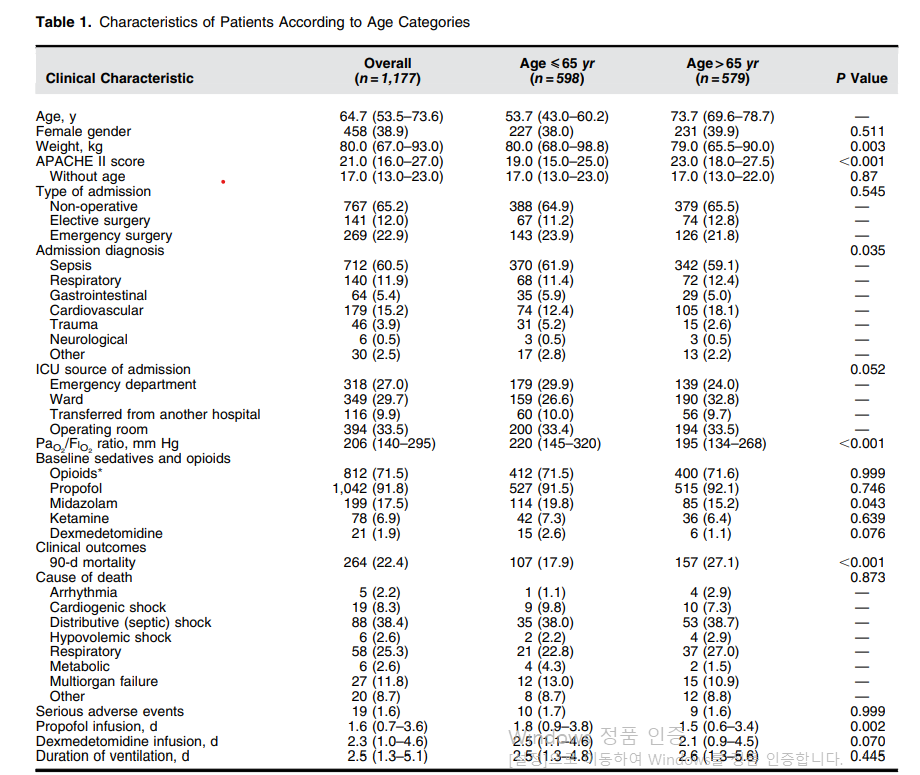 Table 1. Characteristics of Patients According to Age Categories
Overall Age ⩽65 yr Age>65 yr
Clinical Characteristic (n=1,177) (n=598) (n=579) P Value
Age, y 64.7 (53.5–73.6) 53.7 (43.0–60.2) 73.7 (69.6–78.7) —
Female gender 458 (38.9) 227 (38.0) 231 (39.9) 0.511
Weight, kg 80.0 (67.0–93.0) 80.0 (68.0–98.8) 79.0 (65.5–90.0) 0.003
APACHE II score 21.0 (16.0–27.0) 19.0 (15.0–25.0) 23.0 (18.0–27.5) <0.001
Without age 17.0 (13.0–23.0) 17.0 (13.0–23.0) 17.0 (13.0–22.0) 0.87
Type of admission 0.545
Non-operative 767 (65.2) 388 (64.9) 379 (65.5) —
Elective surgery 141 (12.0) 67 (11.2) 74 (12.8) —
Emergency surgery 269 (22.9) 143 (23.9) 126 (21.8) —
Admission diagnosis 0.035
Sepsis 712 (60.5) 370 (61.9) 342 (59.1) —
Respiratory 140 (11.9) 68 (11.4) 72 (12.4) —
Gastrointestinal 64 (5.4) 35 (5.9) 29 (5.0) —
Cardiovascular 179 (15.2) 74 (12.4) 105 (18.1) —
Trauma 46 (3.9) 31 (5.2) 15 (2.6) —
Neurological 6 (0.5) 3 (0.5) 3 (0.5) —
Other 30 (2.5) 17 (2.8) 13 (2.2) —
ICU source of admission 0.052
Emergency department 318 (27.0) 179 (29.9) 139 (24.0) —
Ward 349 (29.7) 159 (26.6) 190 (32.8) —
Transferred from another hospital 116 (9.9) 60 (10.0) 56 (9.7) —
Operating room 394 (33.5) 200 (33.4) 194 (33.5) —
PaO2/FIO2 ratio, mm Hg 206 (140–295) 220 (145–320) 195 (134–268) <0.001
Baseline sedatives and opioids
Opioids* 812 (71.5) 412 (71.5) 400 (71.6) 0.999
Propofol 1,042 (91.8) 527 (91.5) 515 (92.1) 0.746
Midazolam 199 (17.5) 114 (19.8) 85 (15.2) 0.043
Ketamine 78 (6.9) 42 (7.3) 36 (6.4) 0.639
Dexmedetomidine 21 (1.9) 15 (2.6) 6 (1.1) 0.076
Clinical outcomes
90-d mortality 264 (22.4) 107 (17.9) 157 (27.1) <0.001
Cause of death 0.873
Arrhythmia 5 (2.2) 1 (1.1) 4 (2.9) —
Cardiogenic shock 19 (8.3) 9 (9.8) 10 (7.3) —
Distributive (septic) shock 88 (38.4) 35 (38.0) 53 (38.7) —
Hypovolemic shock 6 (2.6) 2 (2.2) 4 (2.9) —
Respiratory 58 (25.3) 21 (22.8) 37 (27.0) —
Metabolic 6 (2.6) 4 (4.3) 2 (1.5) —
Multiorgan failure 27 (11.8) 12 (13.0) 15 (10.9) —
Other 20 (8.7) 8 (8.7) 12 (8.8) —
Serious adverse events 19 (1.6) 10 (1.7) 9 (1.6) 0.999
Propofol infusion, d 1.6 (0.7–3.6) 1.8 (0.9–3.8) 1.5 (0.6–3.4) 0.002
Dexmedetomidine infusion, d 2.3 (1.0–4.6) 2.5 (1.1–4.6) 2.1 (0.9–4.5) 0.070
Duration of ventilation, d 2.5 (1.3–5.1) 2.5 (1.3–4.8) 2.6 (1.3–5.6) 0.445
Windows 정품 인증
[설정]으로 이동하여 Windows를 정품 인증합니다.